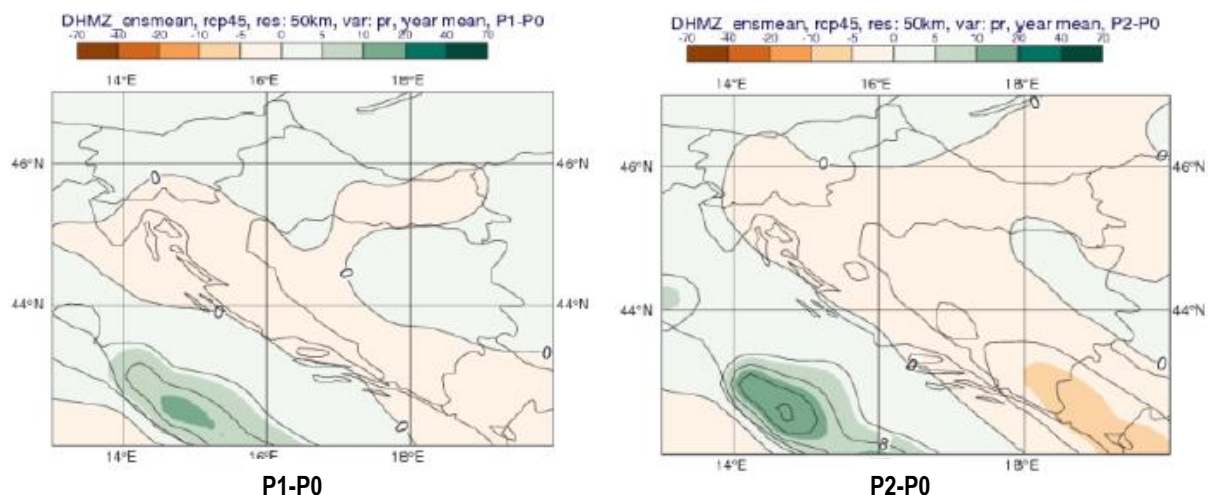 DHMZ_ensmean, rcp45, res: 50km, var: pr, year mean, P1-P0
-70 -40 -20 -10 -5 0 5 10 20 40 70
14°E 16°E 18°E
46°N 46°N
0
0
44°N 44°N
0
0
0
14°E 16°E 18°E
P1-P0
DHMZ_ensmean, rcp45, res: 50km, var: pr, year mean, P2-P0
-70 -40 -20 -10 -5 0 5 10 20 40 70
14°E 16°E 18°E
0
46°N 0 0 46°N
44°N 44°N
0 0
8
14°E 16°E 18°E
P2-P0